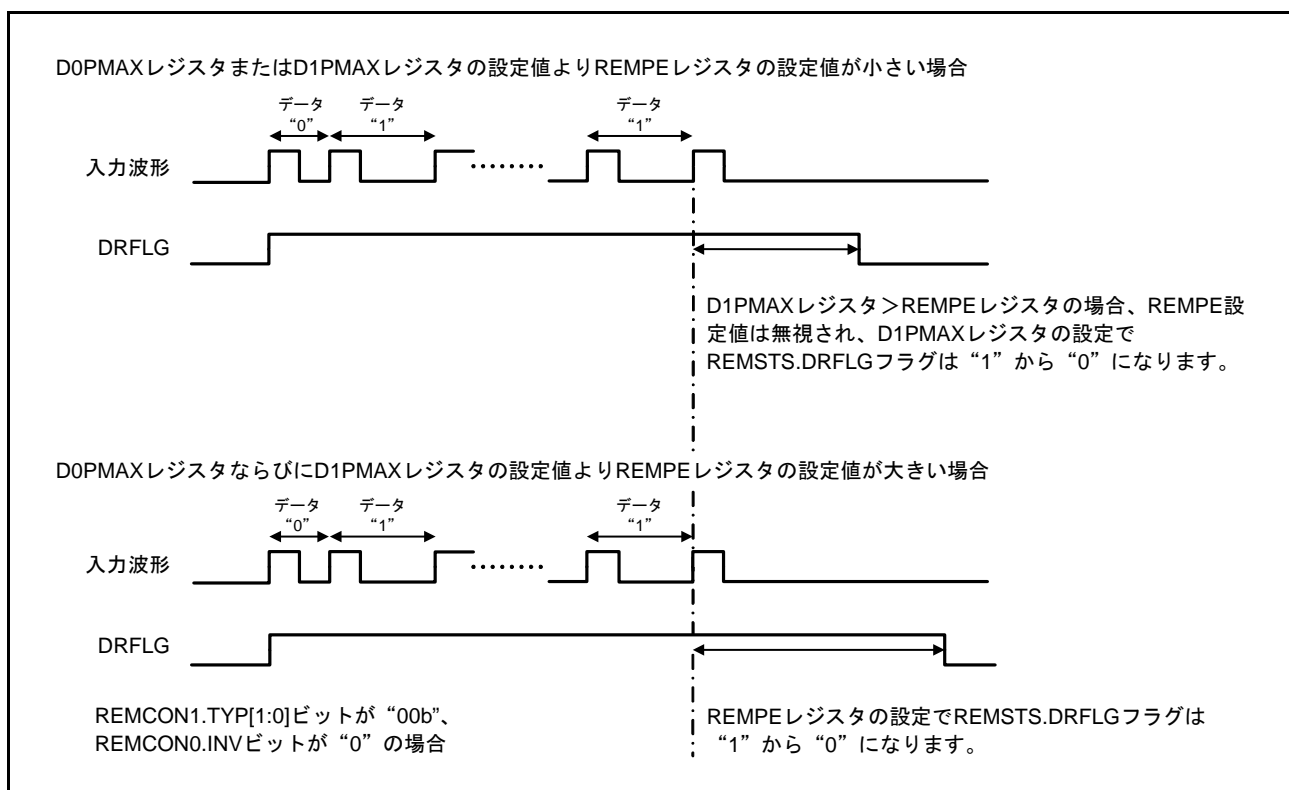 D0PMAXレジスタまたはD1PMAXレジスタの設定値よりREMPEレジスタの設定値が小さい場合
データ データ データ
“0” “1” “1”
入力波形
DRFLG
D1PMAXレジスタ＞REMPEレジスタの場合、REMPE設
定値は無視され、D1PMAXレジスタの設定で
REMSTS.DRFLGフラグは“1”から“0”になります。
D0PMAXレジスタならびにD1PMAXレジスタの設定値よりREMPEレジスタの設定値が大きい場合
データ データ データ
“0” “1” “1”
入力波形
DRFLG
REMCON1.TYP[1:0]ビットが“00b”、
REMCON0.INVビットが“0”の場合
REMPEレジスタの設定でREMSTS.DRFLGフラグは
“1”から“0”になります。